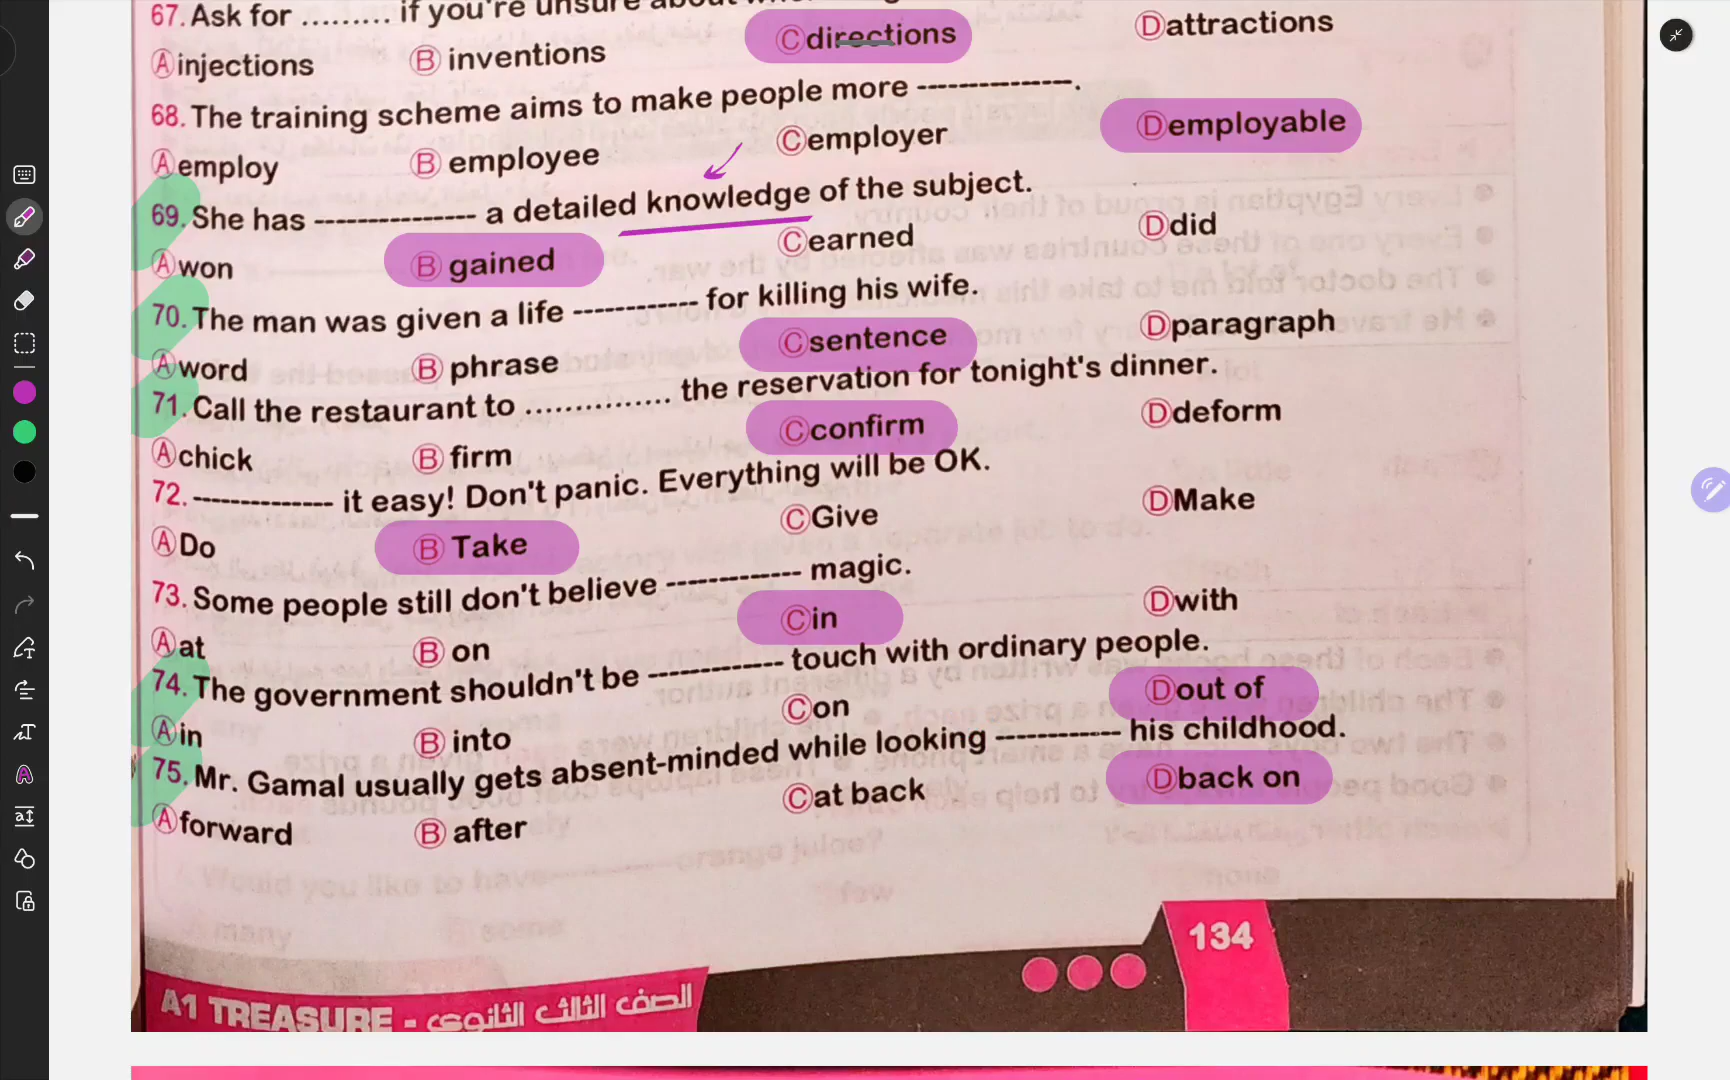 67. Ask for ......... if you're unsure about
A injections B inventions C directions D attractions
68. The training scheme aims to make people more ---------------.
A employ B employee C employer D employable
69. She has --------------- a detailed knowledge of the subject.
A won B gained C earned D did
70. The man was given a life ------------ for killing his wife.
A word B phrase C sentence D paragraph
71. Call the restaurant to ............... the reservation for tonight's dinner.
A chick B firm C confirm D deform
72. -------------- it easy! Don't panic. Everything will be OK.
A Do B Take C Give D Make
73. Some people still don't believe ------------- magic.
A at B on C in D with
74. The government shouldn't be ------------- touch with ordinary people.
A in B into C on D out of
75. Mr. Gamal usually gets absent-minded while looking ------------ his childhood.
A forward B after C at back D back on
134
A1 TREASURE - الصف الثالث الثانوى